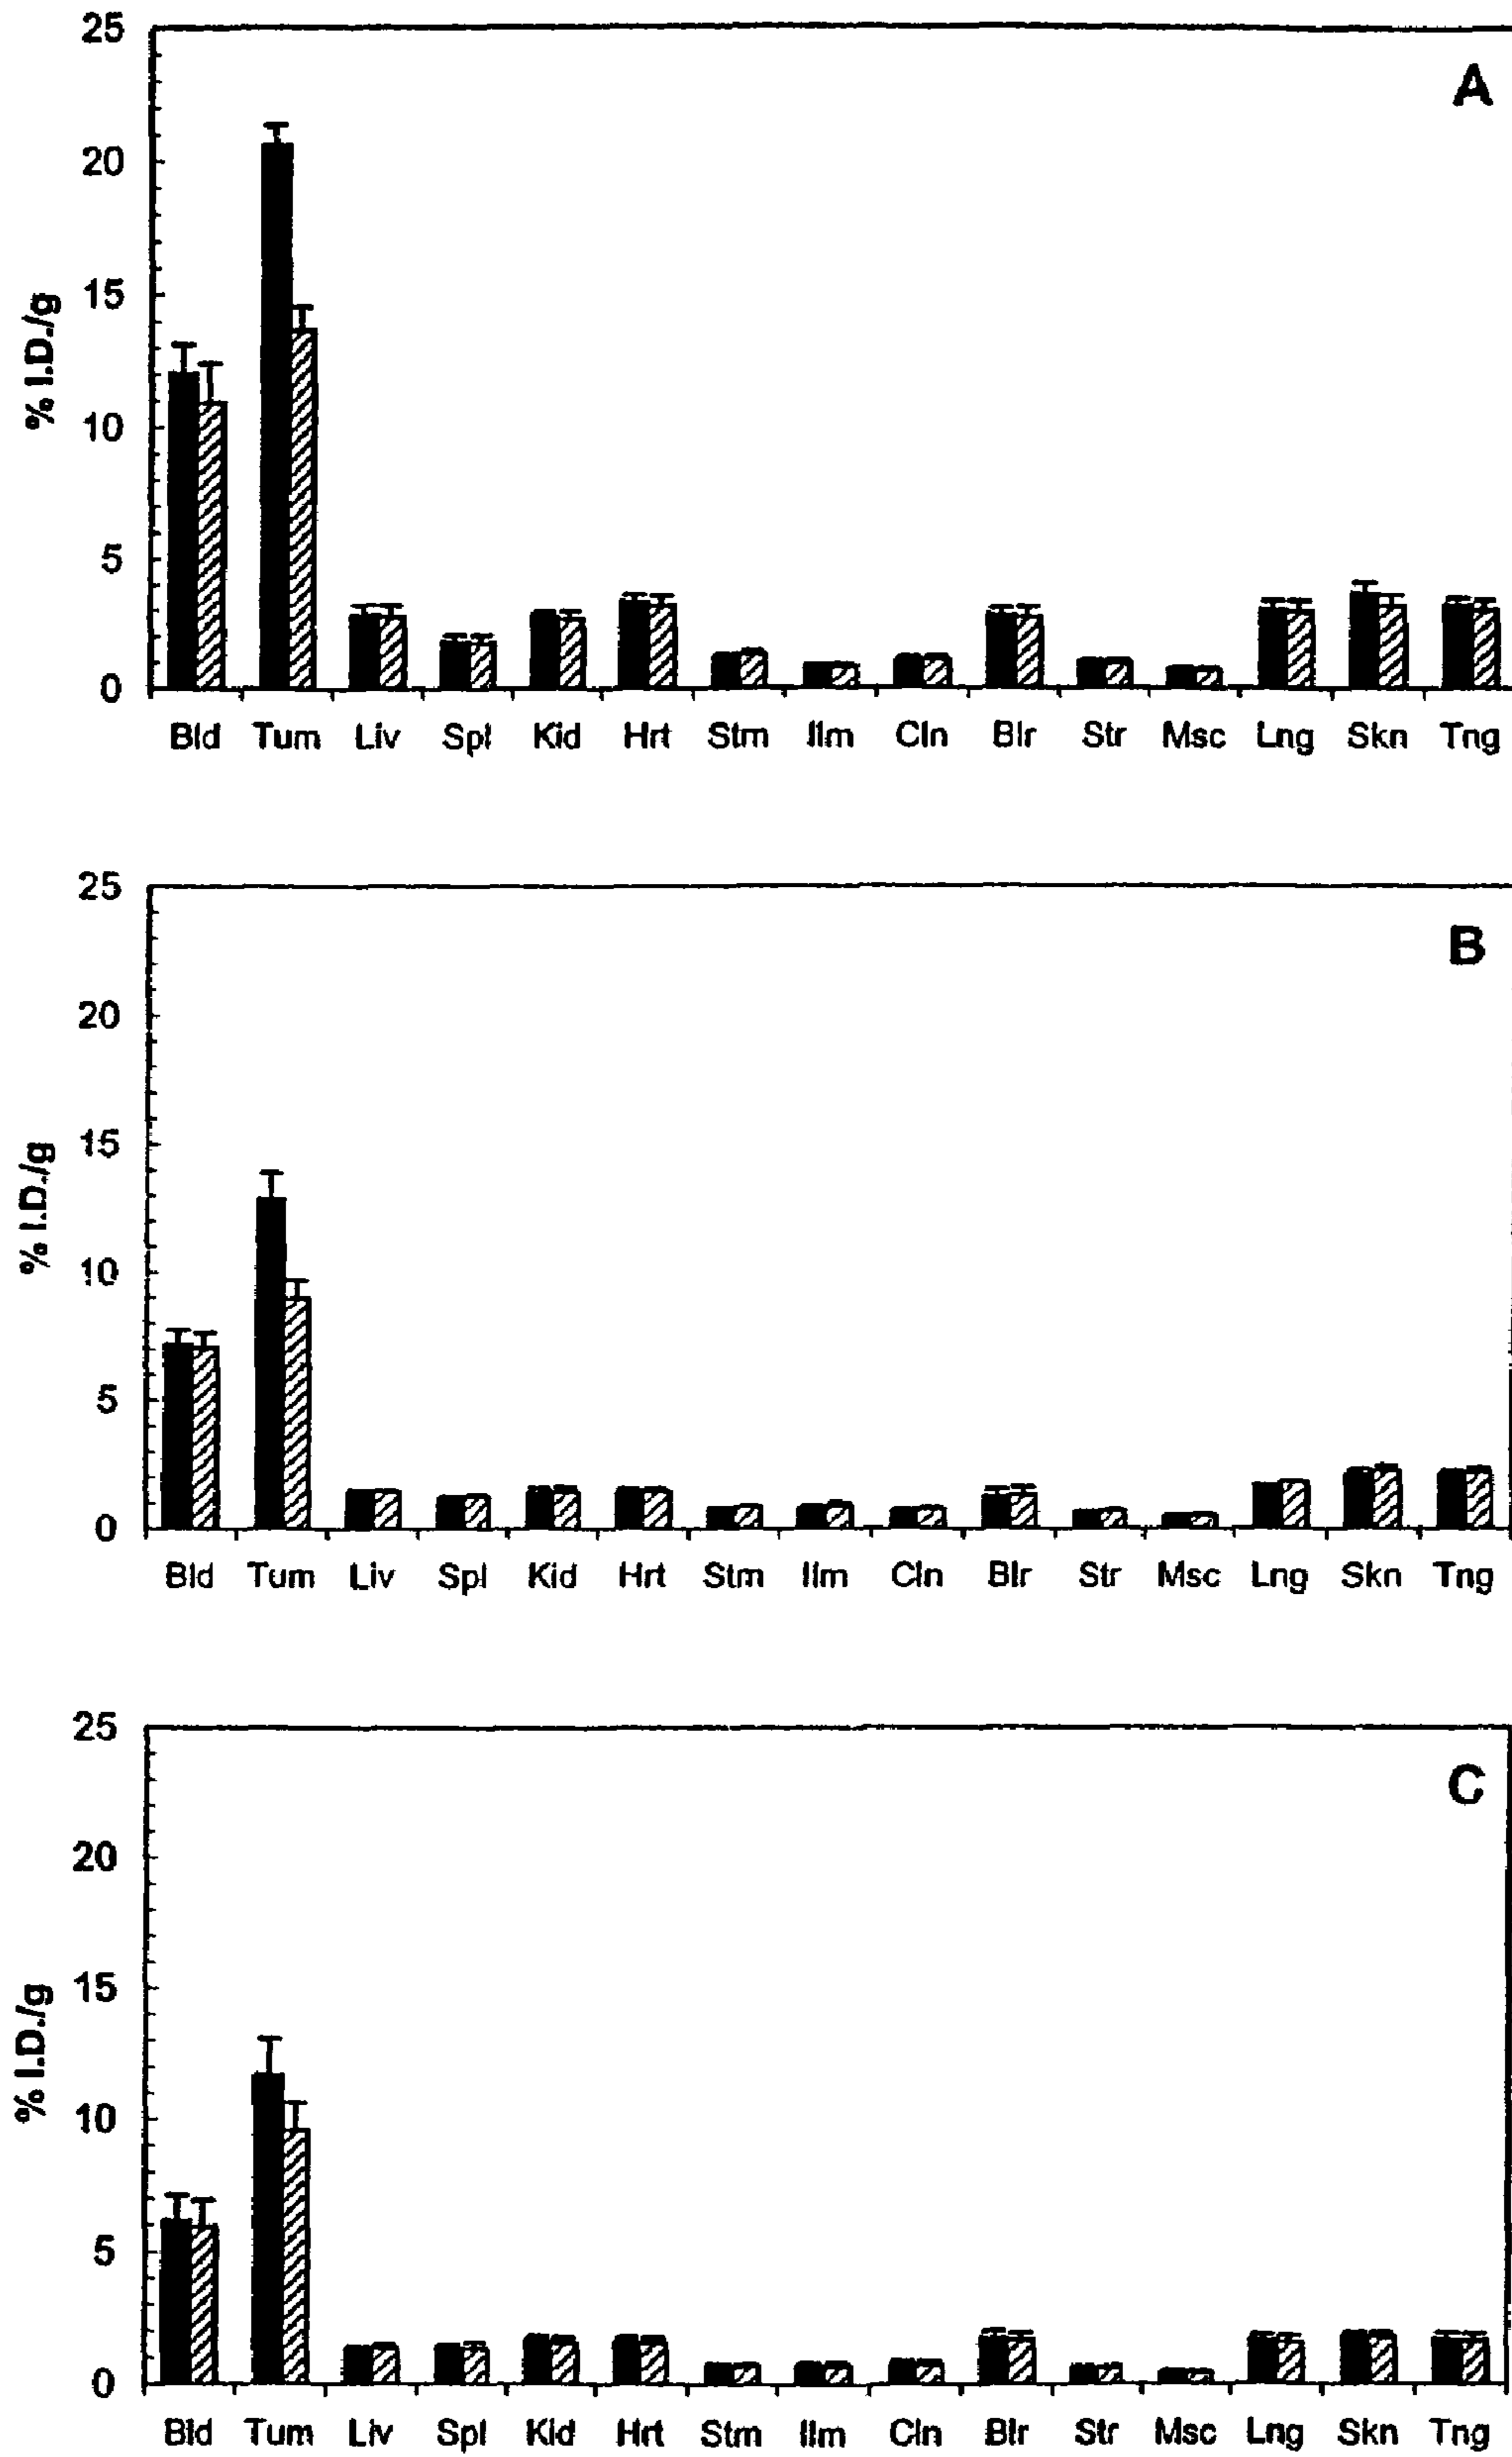 25
A
20
15
% I.D./g
10
5
0
Bld Tum Liv Spl Kid Hrt Stm Ilm Cln Blr Str Msc Lng Skn Tng
25
B
20
15
% I.D./g
10
5
0
Bld Tum Liv Spl Kid Hrt Stm Ilm Cln Blr Str Msc Lng Skn Tng
25
C
20
15
% I.D./g
10
5
0
Bld Tum Liv Spl Kid Hrt Stm Ilm Cln Blr Str Msc Lng Skn Tng